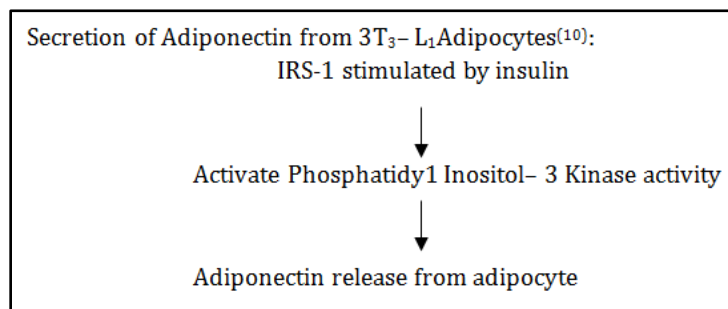 Secretion of Adiponectin from 3T₃– L₁Adipocytes⁽¹⁰⁾:
IRS-1 stimulated by insulin
Activate Phosphatidy1 Inositol– 3 Kinase activity
Adiponectin release from adipocyte